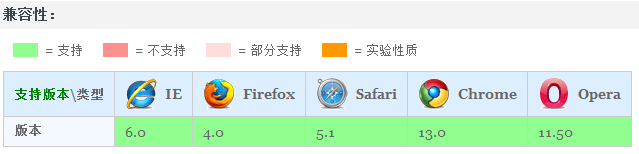 兼容性：
= 支持 = 不支持 = 部分支持 = 实验性质
支持版本\类型 IE Firefox Safari Chrome Opera
版本 6.0 4.0 5.1 13.0 11.50